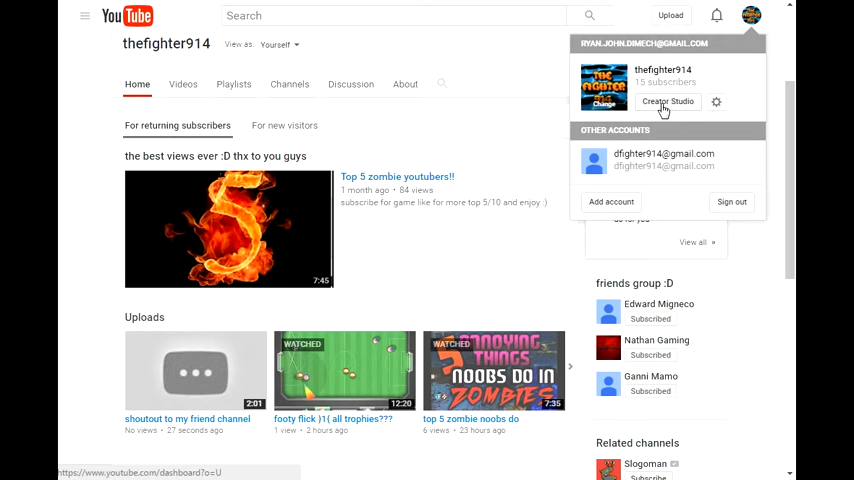 YouTube
Search
Upload
thefighter914
View as: Yourself
RYAN.JOHN.DIMECH@GMAIL.COM
thefighter914
15 subscribers
THE
FIGHTER
Change
Creator Studio
OTHER ACCOUNTS
dfighter914@gmail.com
dfighter914@gmail.com
Add account
Sign out
Home
Videos
Playlists
Channels
Discussion
About
For returning subscribers
For new visitors
the best views ever :D thx to you guys
Top 5 zombie youtubers!!
1 month ago • 84 views
subscribe for game like for more top 5/10 and enjoy :)
7:45
View all »
friends group :D
Edward Migneco
Subscribed
Nathan Gaming
Subscribed
Ganni Mamo
Subscribed
Uploads
2:01
shoutout to my friend channel
No views • 27 seconds ago
WATCHED
12:20
footy flick )1( all trophies???
1 view • 2 hours ago
WATCHED
5 ANNOYING
THINGS
NOOBS DO IN
ZOMBIES
7:35
top 5 zombie noobs do
6 views • 23 hours ago
Related channels
Slogoman
Subscribe
https://www.youtube.com/dashboard?o=U